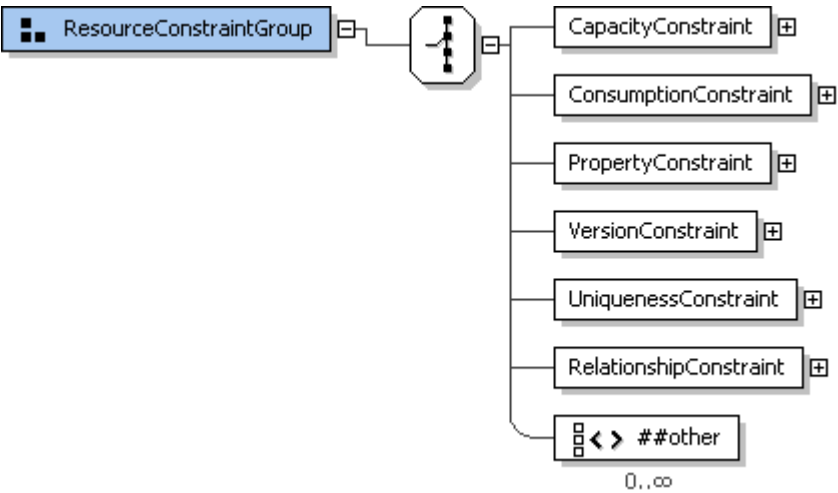 ResourceConstraintGroup
CapacityConstraint
ConsumptionConstraint
PropertyConstraint
VersionConstraint
UniquenessConstraint
RelationshipConstraint
##other
0..∞